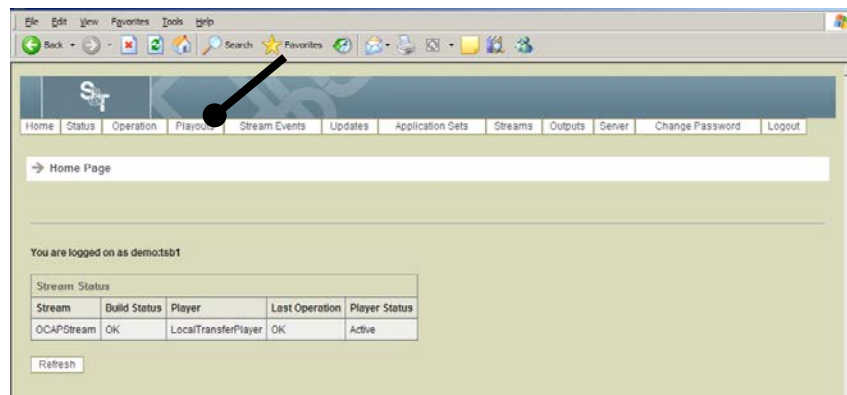 File Edit View Favorites Tools Help
Back Search Favorites
S&T
Home Status Operation Playouts Stream Events Updates Application Sets Streams Outputs Server Change Password Logout
→ Home Page
You are logged on as demo:tsb1
Stream Status
Stream Build Status Player Last Operation Player Status
OCAPStream OK LocalTransferPlayer OK Active
Refresh